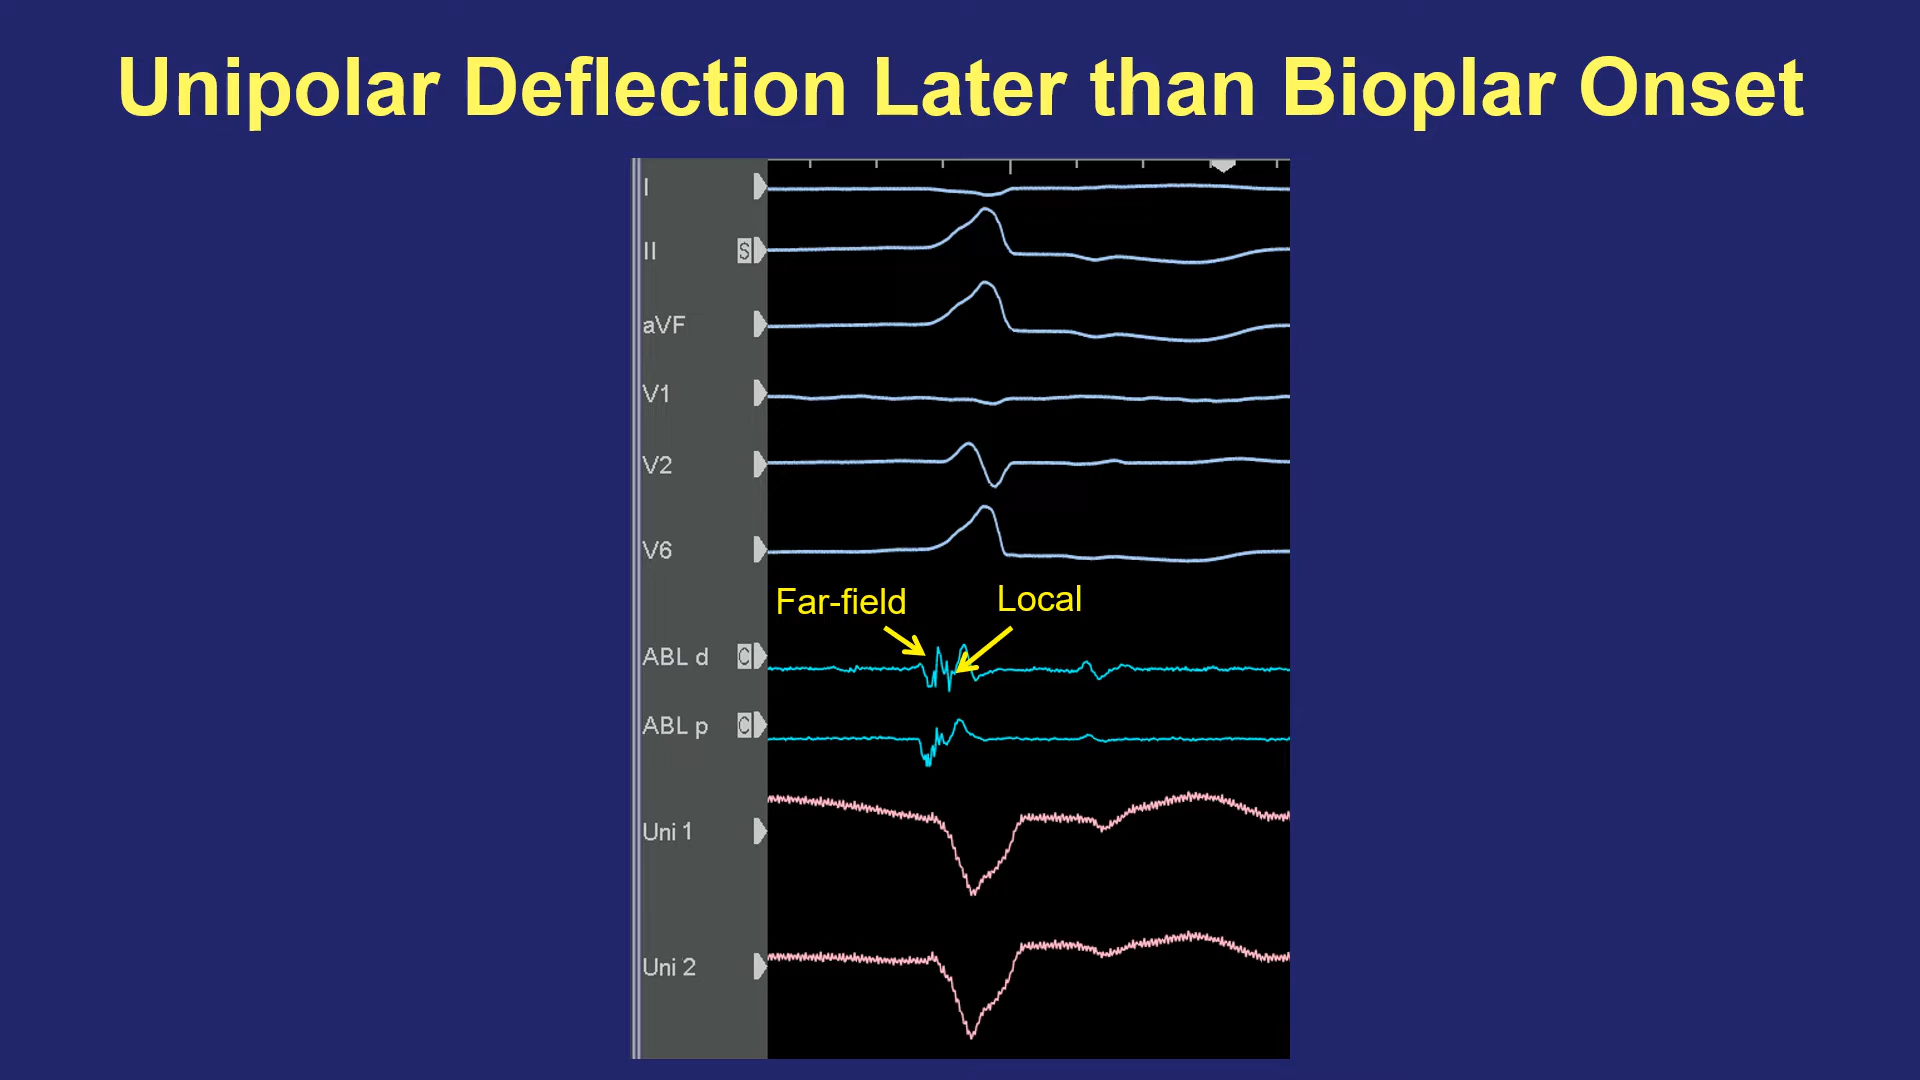 Unipolar Deflection Later than Bioplar Onset
I
II S
aVF
V1
V2
V6
Far-field Local
ABL d C
ABL p C
Uni 1
Uni 2